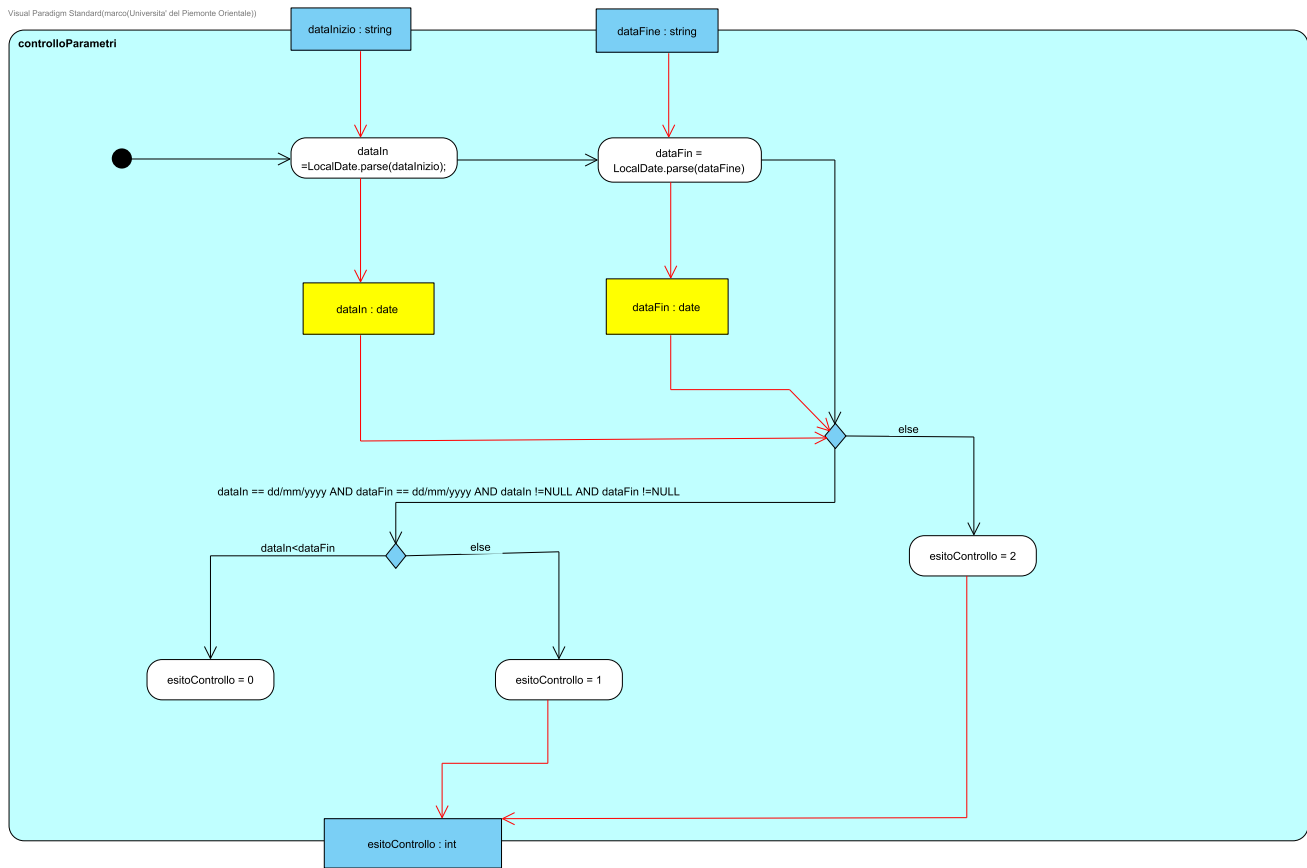 Visual Paradigm Standard(marco(Universita' del Piemonte Orientale))
dataInizio : string
dataFine : string
controlloParametri
dataIn
=LocalDate.parse(dataInizio);
dataFin =
LocalDate.parse(dataFine)
dataIn : date
dataFin : date
else
dataIn == dd/mm/yyyy AND dataFin == dd/mm/yyyy AND dataIn !=NULL AND dataFin !=NULL
dataIn<dataFin
else
esitoControllo = 2
esitoControllo = 0
esitoControllo = 1
esitoControllo : int